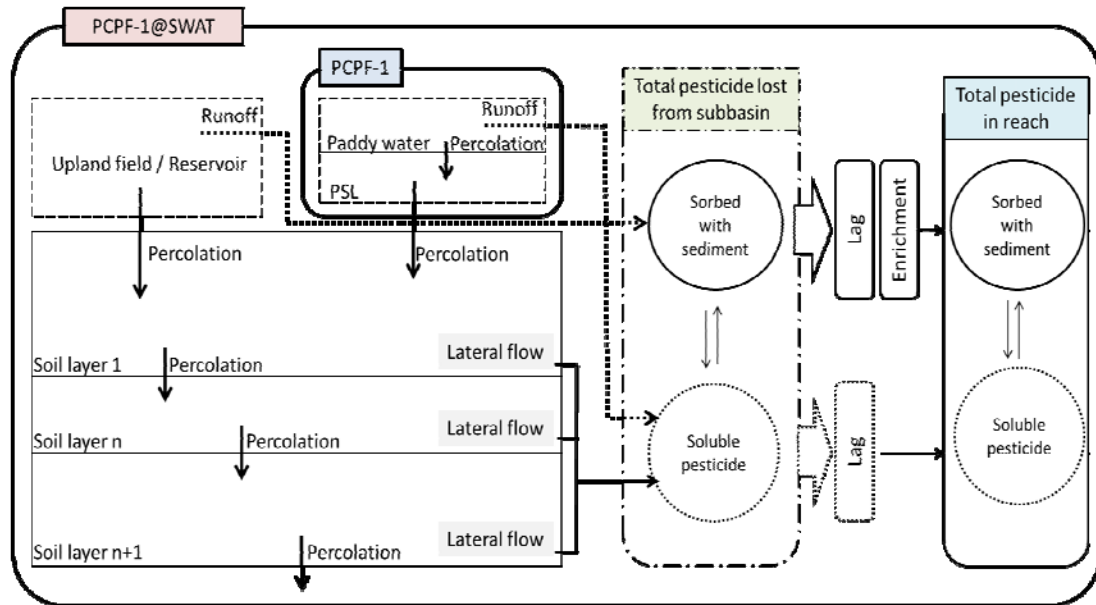 PCPF-1@SWAT
PCPF-1
Runoff
Upland field / Reservoir
Runoff
Paddy water
Percolation
PSL
Percolation
Percolation
Soil layer 1
Percolation
Lateral flow
Soil layer n
Percolation
Lateral flow
Soil layer n+1
Percolation
Lateral flow
Total pesticide lost
from subbasin
Sorbed
with
sediment
Soluble
pesticide
Lag
Enrichment
Lag
Total pesticide
in reach
Sorbed
with
sediment
Soluble
pesticide